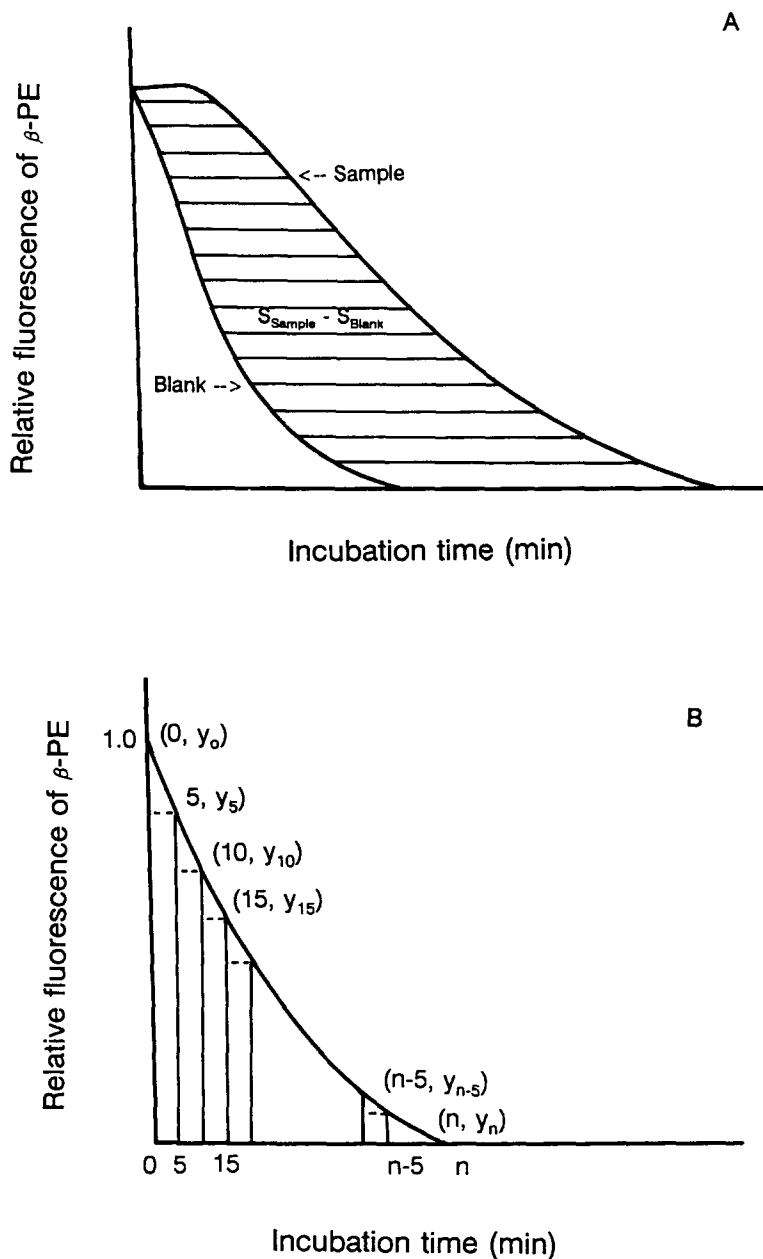 A
Relative fluorescence of β-PE
<-- Sample
S_Sample - S_Blank
Blank -->
Incubation time (min)
B
Relative fluorescence of β-PE
1.0
(0, y_o)
5, y_5)
(10, y_10)
(15, y_15)
(n-5, y_n-5)
(n, y_n)
0 5 15 n-5 n
Incubation time (min)